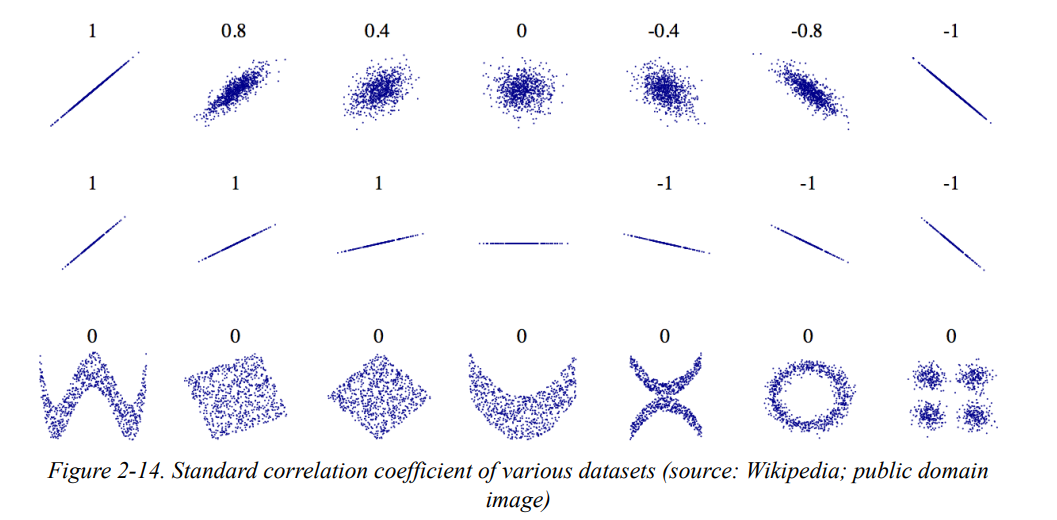 1 0.8 0.4 0 -0.4 -0.8 -1
1 1 1 -1 -1 -1
0 0 0 0 0 0 0
Figure 2-14. Standard correlation coefficient of various datasets (source: Wikipedia; public domain
image)